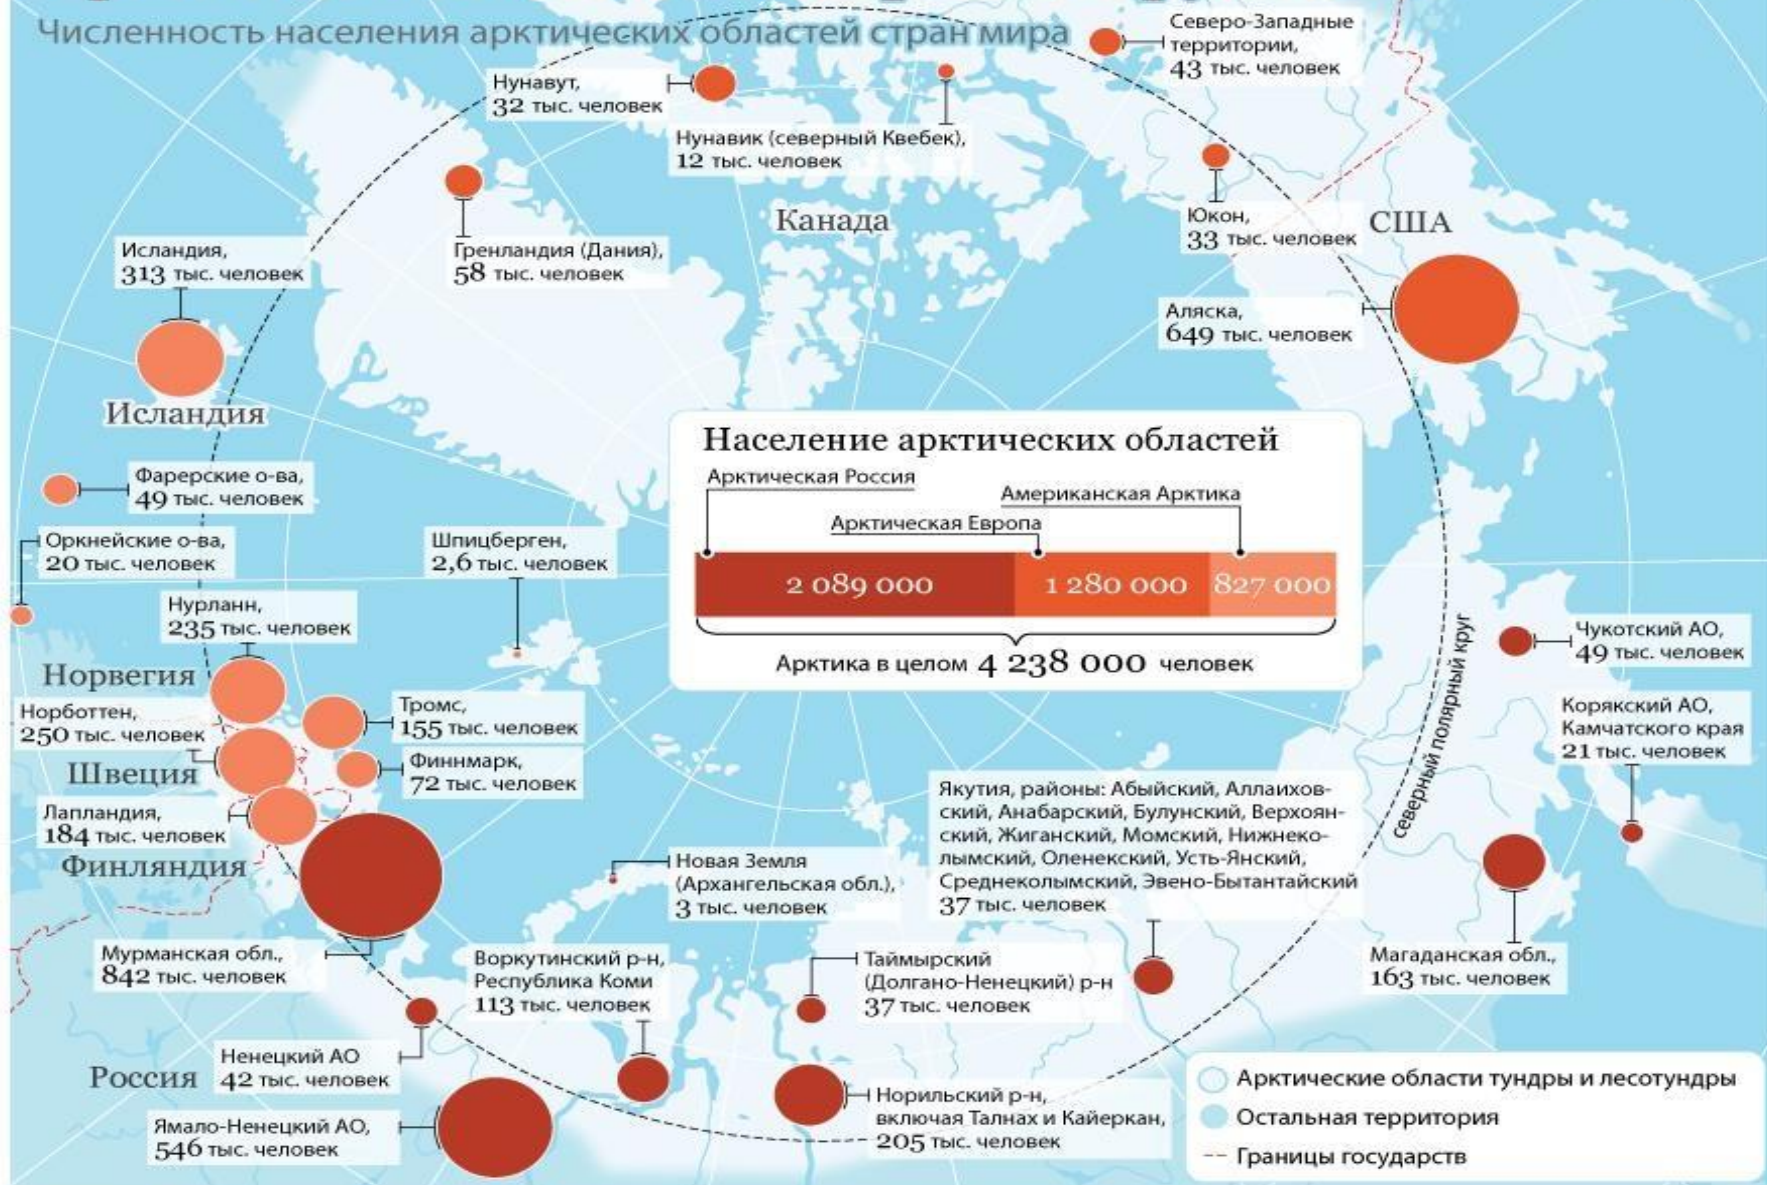 Численность населения арктических областей стран мира
Северо-Западные
территории,
43 тыс. человек
Нунавут,
32 тыс. человек
Нунавик (северный Квебек),
12 тыс. человек
Канада
Юкон,
33 тыс. человек
США
Исландия,
313 тыс. человек
Гренландия (Дания),
58 тыс. человек
Аляска,
649 тыс. человек
Исландия
Население арктических областей
Арктическая Россия
Американская Арктика
Арктическая Европа
2 089 000
1 280 000
827 000
Арктика в целом 4 238 000 человек
Фарерские о-ва,
49 тыс. человек
Оркнейские о-ва,
20 тыс. человек
Шпицберген,
2,6 тыс. человек
Нурланн,
235 тыс. человек
Норвегия
Норботтен,
250 тыс. человек
Тромс,
155 тыс. человек
Швеция
Финнмарк,
72 тыс. человек
Лапландия,
184 тыс. человек
Финляндия
северный полярный круг
Чукотский АО,
49 тыс. человек
Корякский АО,
Камчатского края
21 тыс. человек
Якутия, районы: Абыйский, Аллаихов-
ский, Анабарский, Булунский, Верхоян-
ский, Жиганский, Момский, Нижнеко-
лымский, Оленекский, Усть-Янский,
Среднеколымский, Эвено-Бытантайский
37 тыс. человек
Новая Земля
(Архангельская обл.),
3 тыс. человек
Мурманская обл.,
842 тыс. человек
Воркутинский р-н,
Республика Коми
113 тыс. человек
Таймырский
(Долгано-Ненецкий) р-н
37 тыс. человек
Магаданская обл.,
163 тыс. человек
Ненецкий АО
42 тыс. человек
Россия
Ямало-Ненецкий АО,
546 тыс. человек
Норильский р-н,
включая Талнах и Кайеркан,
205 тыс. человек
Арктические области тундры и лесотундры
Остальная территория
Границы государств